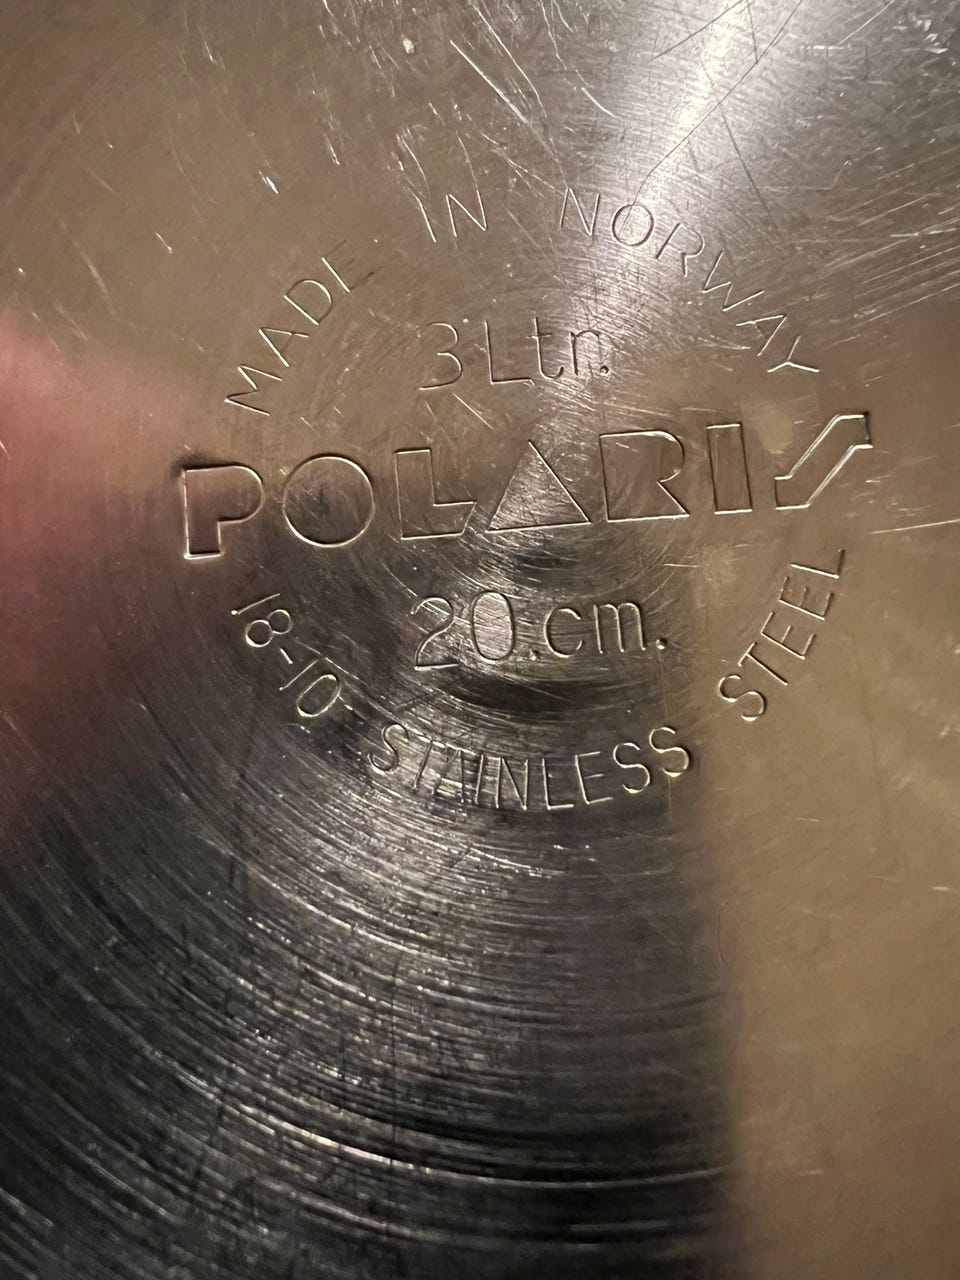 MADE IN NORWAY
3 Ltr.
POLARIS
20.cm.
18-10 STAINLESS STEEL